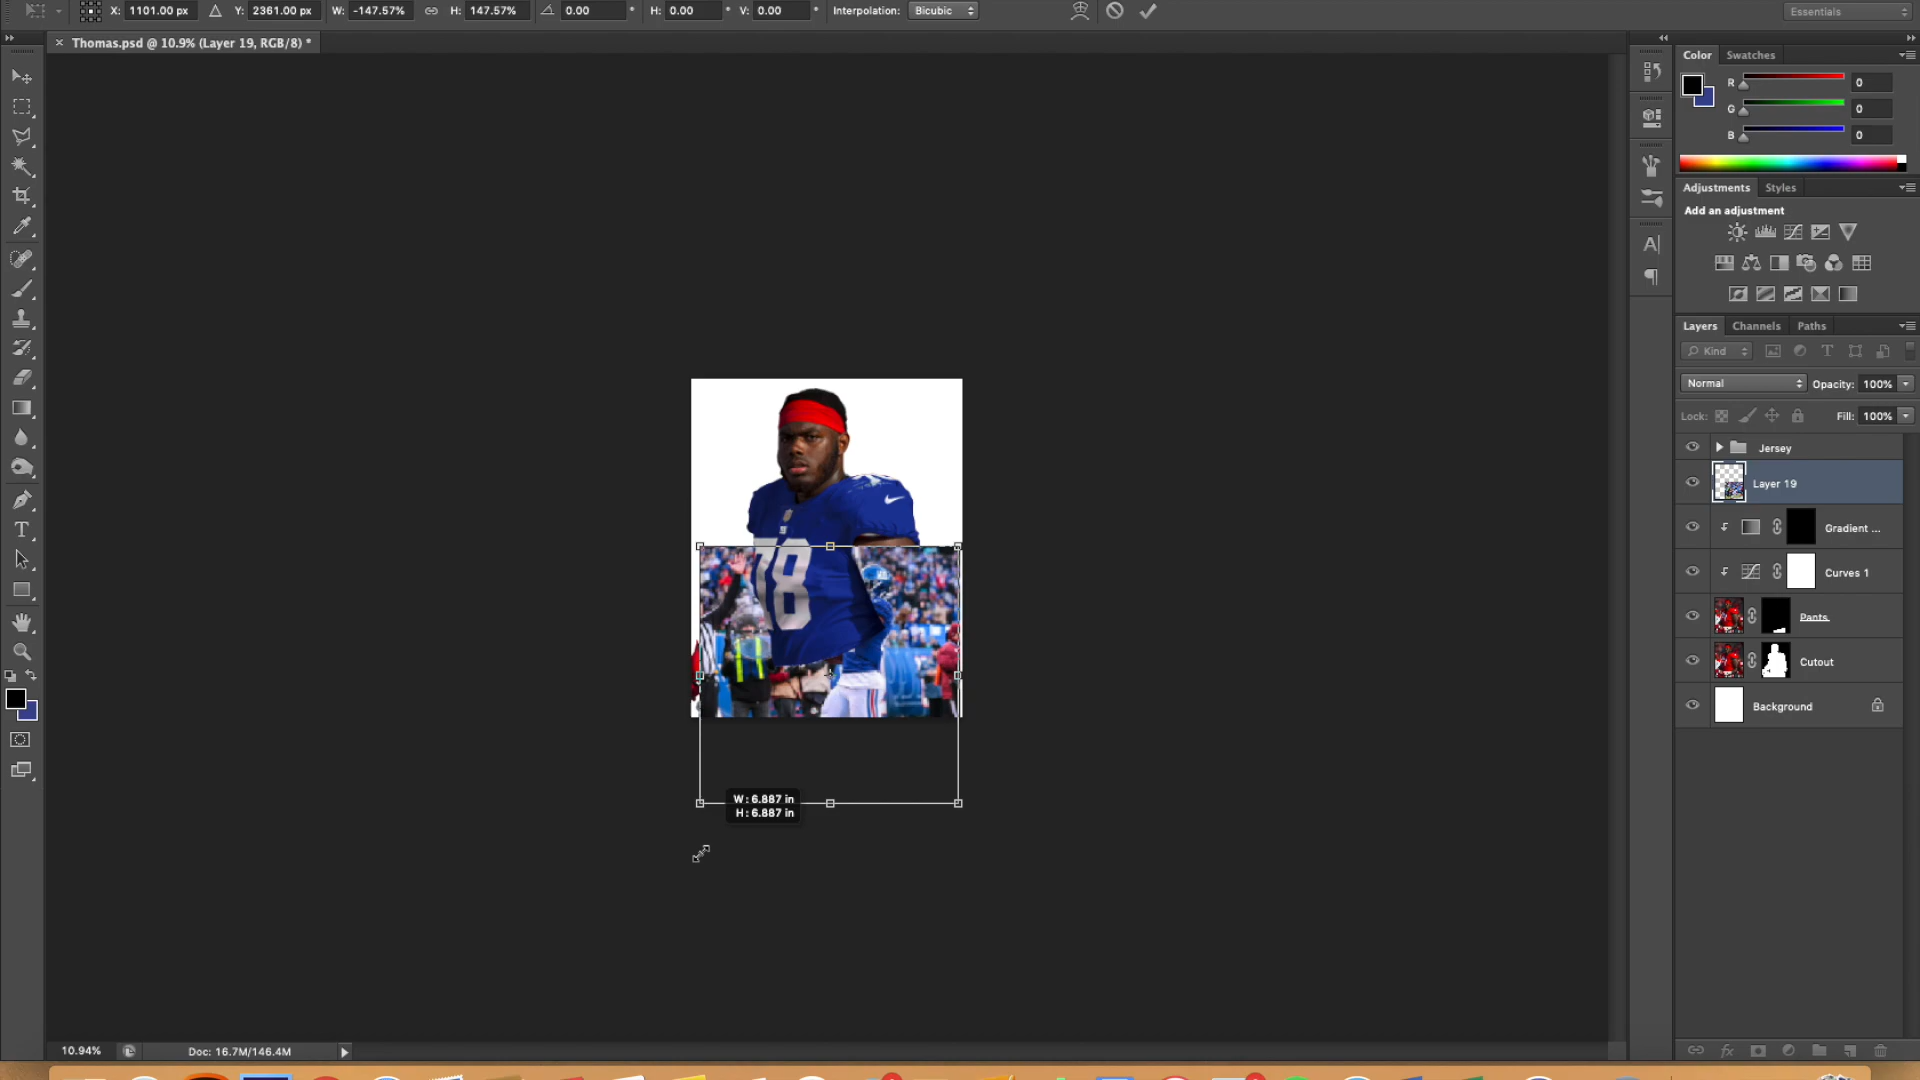 X: 1101.00 px Y: 2361.00 px W: -147.57% H: 147.57% 0.00 ° H: 0.00 ° V: 0.00 ° Interpolation: Bicubic Essentials
× Thomas.psd @ 10.9% (Layer 19, RGB/8) *
Color Swatches
R 0
G 0
B 0
Adjustments Styles
Add an adjustment
Layers Channels Paths
Kind
Normal Opacity: 100%
Lock: Fill: 100%
Jersey
Layer 19
Gradient ...
Curves 1
Pants
Cutout
Background
78
W: 6.887 in
H: 6.887 in
10.94% Doc: 16.7M/146.4M